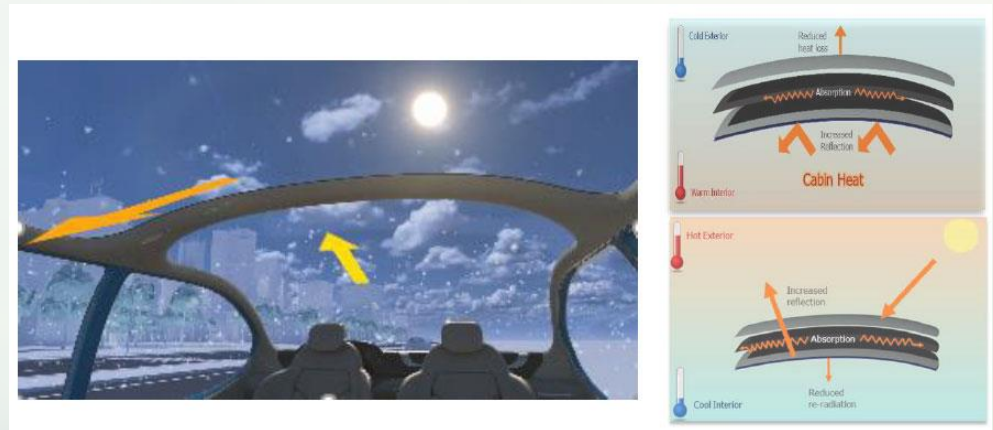 Cold Exterior
Reduced
heat loss
Absorption
Increased
Reflection
Warm Interior
Cabin Heat
Hot Exterior
Increased
reflection
Absorption
Cool Interior
Reduced
re-radiation